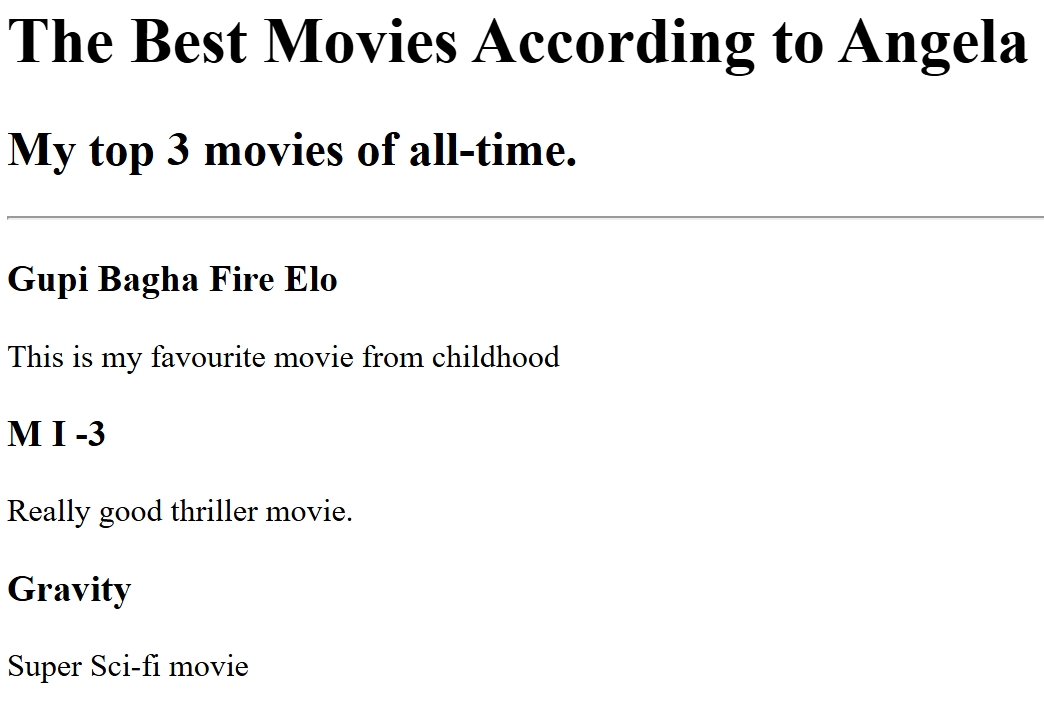 The Best Movies According to Angela
My top 3 movies of all-time.
Gupi Bagha Fire Elo
This is my favourite movie from childhood
M I -3
Really good thriller movie.
Gravity
Super Sci-fi movie